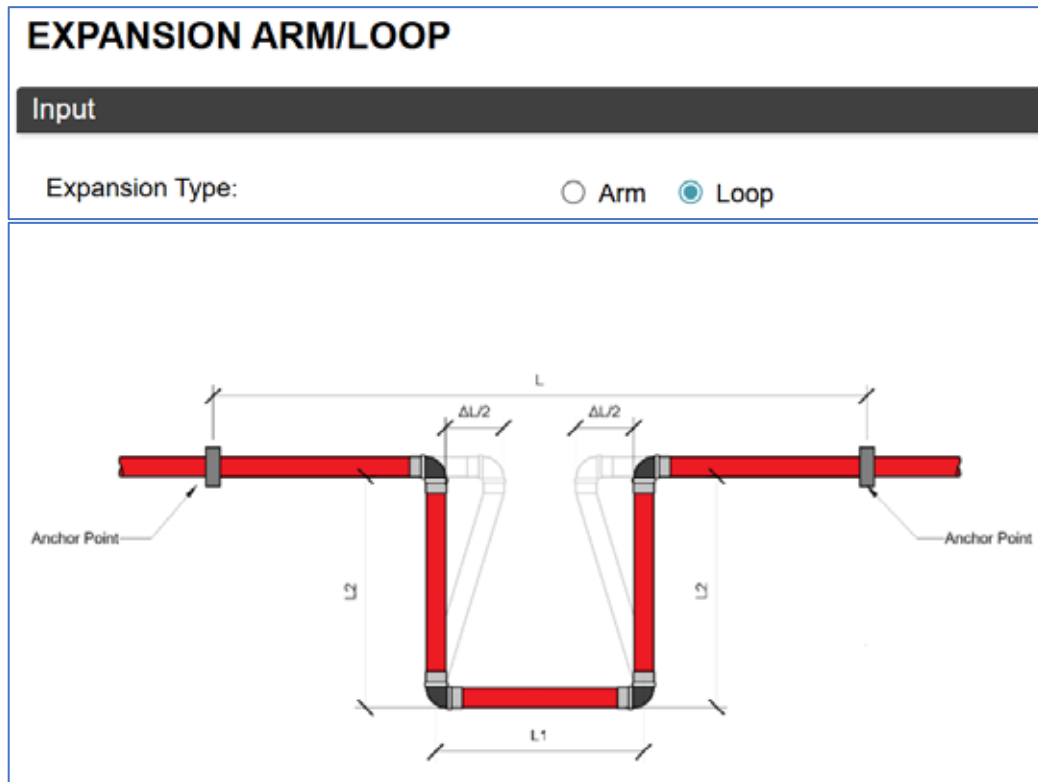 EXPANSION ARM/LOOP
Input
Expansion Type: Arm Loop
L
ΔL/2 ΔL/2
Anchor Point Anchor Point
L2 L2
L1